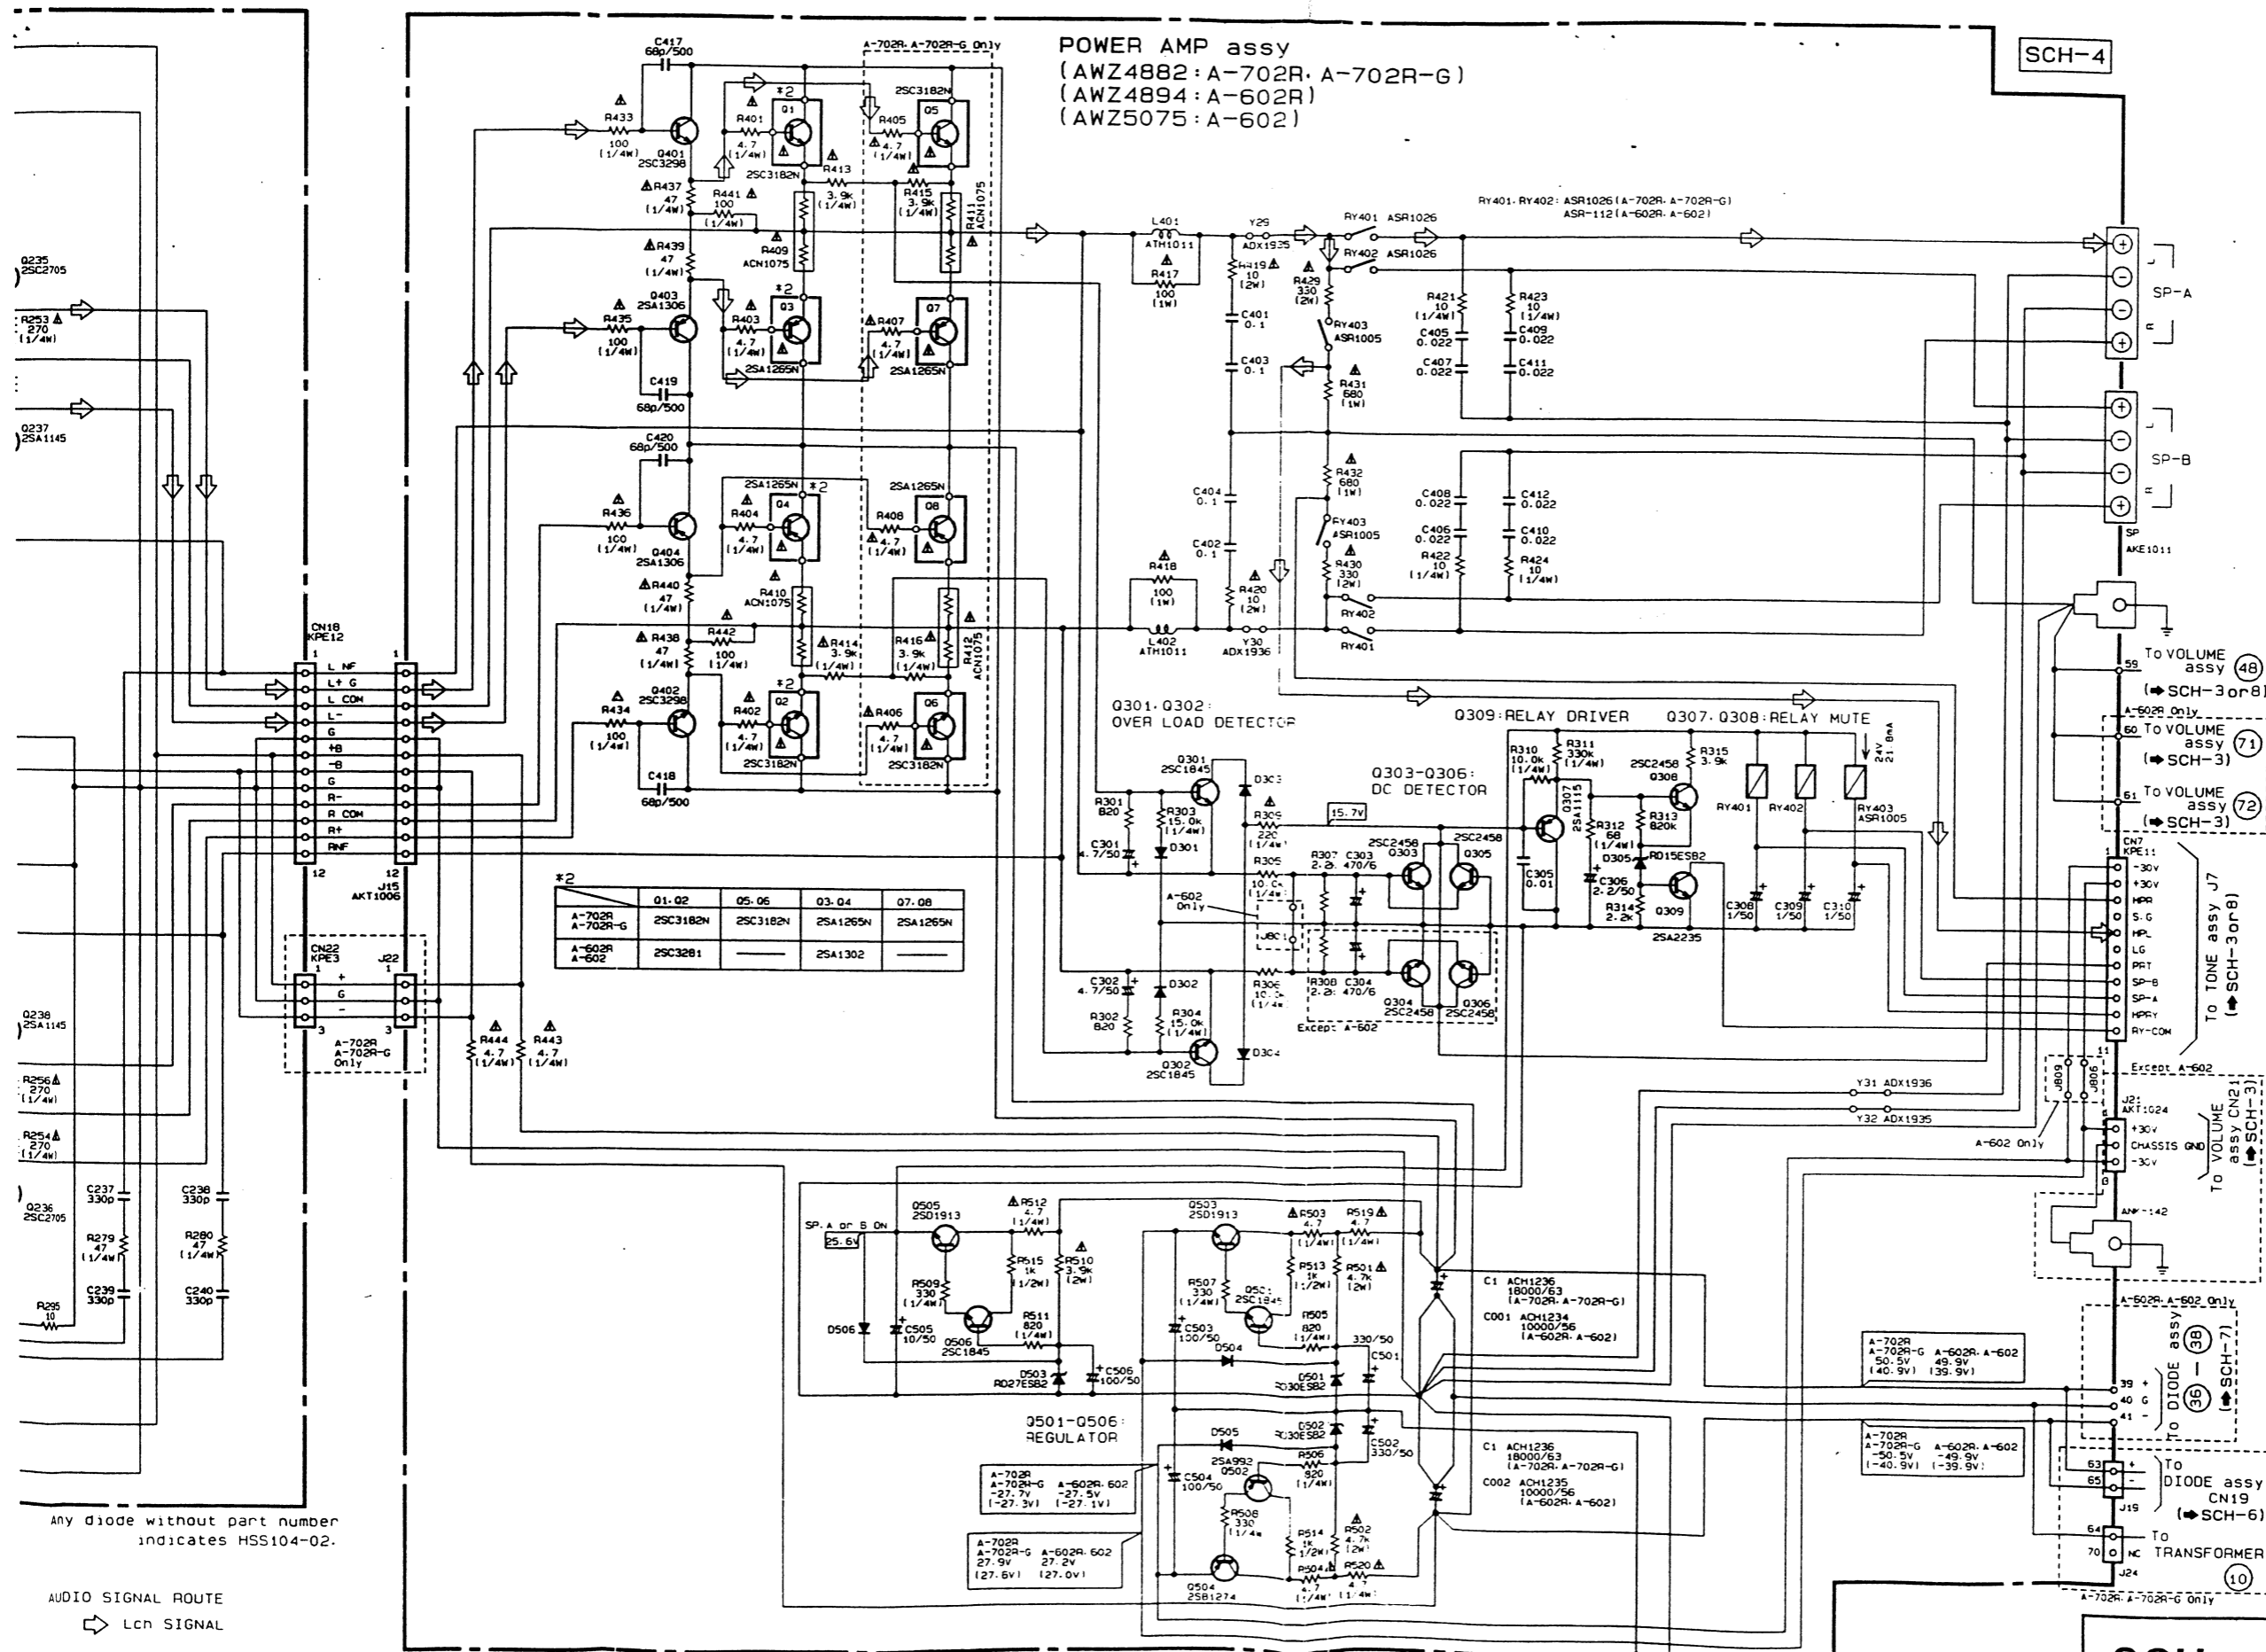 SCH-4
POWER AMP assy
(AWZ4882:A-702R. A-702R-G)
(AWZ4894:A-602R)
(AWZ5075:A-602)
A-702R. A-702R-G Only
C417
68p/500
R433
100
(1/4W)
Q401
2SC3298
R401
4.7
(1/4W)
*2
Q1
2SC3182N
R405
4.7
(1/4W)
2SC3182N
Q5
R437
47
(1/4W)
R441
100
(1/4W)
R413
3.9k
(1/4W)
R415
3.9k
(1/4W)
R411
ACN1075
R439
47
(1/4W)
R409
ACN1075
Q403
2SA1306
R435
100
(1/4W)
R403
4.7
(1/4W)
*2
Q3
2SA1265N
R407
4.7
(1/4W)
Q7
2SA1265N
C419
68p/500
C420
68p/500
R436
100
(1/4W)
Q404
2SA1306
2SA1265N
*2
R404
4.7
(1/4W)
Q4
2SA1265N
R408
4.7
(1/4W)
Q8
R440
47
(1/4W)
R410
ACN1075
R438
47
(1/4W)
R442
100
(1/4W)
R414
3.9k
(1/4W)
R416
3.9k
(1/4W)
R412
ACN1075
Q402
2SC3298
R434
100
(1/4W)
R402
4.7
(1/4W)
*2
Q2
2SC3182N
R406
4.7
(1/4W)
Q6
2SC3182N
C418
68p/500
Q235
2SC2705
R253
270
(1/4W)
Q237
2SA1145
Q238
2SA1145
R256
270
(1/4W)
R254
270
(1/4W)
Q236
2SC2705
C237
330p
C238
330p
R279
47
(1/4W)
R280
47
(1/4W)
C239
330p
C240
330p
R295
10
CN18
KPE12
1
1
L NF
L+ G
L COM
L-
G
+B
-B
G
R-
R COM
R+
RNF
12
12
J15
AKT1006
CN22
KPE3
J22
1
1
+
G
-
3
3
A-702R
A-702R-G
Only
R444
4.7
(1/4W)
R443
4.7
(1/4W)
*2
Q1.Q2 Q5.Q6 Q3.Q4 Q7.Q8
A-702R
A-702R-G 2SC3182N 2SC3182N 2SA1265N 2SA1265N
A-602R
A-602 2SC3281 2SA1302
L401
ATH1011
R417
100
(1W)
Y29
ADX1935
R419
10
(2W)
C401
0.1
C403
0.1
RY401 ASR1026
RY402 ASR1026
RY401.RY402: ASR1026(A-702R.A-702R-G)
ASR-112(A-602R.A-602)
R429
330
(2W)
RY403
ASR1005
R431
680
(1W)
R421
10
(1/4W)
C405
0.022
C407
0.022
R423
10
(1/4W)
C409
0.022
C411
0.022
R432
680
(1W)
RY403
ASR1005
R430
330
(2W)
RY402
RY401
C404
0.1
C402
0.1
R420
10
(2W)
R418
100
(1W)
L402
ATH1011
Y30
ADX1936
C408
0.022
C406
0.022
R422
10
(1/4W)
C412
0.022
C410
0.022
R424
10
(1/4W)
L
SP-A
R
L
SP-B
R
SP
AKE1011
59
To VOLUME
assy 48
(➡SCH-3or8)
A-602R Only
60
To VOLUME
assy 71
(➡SCH-3)
61
To VOLUME
assy 72
(➡SCH-3)
Q301.Q302:
OVER LOAD DETECTOR
Q309:RELAY DRIVER
Q307.Q308:RELAY MUTE
Q303-Q306:
DC DETECTOR
Q301
2SC1845
D303
R301
820
R303
15.0k
(1/4W)
C301
4.7/50
D301
R309
220
(1/4W)
R305
10.0k
(1/4W)
15.7V
R307
2.2k
C303
470/6
2SC2458
Q303
2SC2458
Q305
A-602
Only
J801
C302
4.7/50
D302
R302
820
R304
15.0k
(1/4W)
Q302
2SC1845
D304
R306
R308
2.2k
C304
470/6
Q304
2SC2458
Q306
2SC2458
Except A-602
R310
10.0k
(1/4W)
R311
330k
(1/4W)
Q307
2SA1115
C305
0.01
R312
68
(1/4W)
2SC2458
Q308
R313
820k
D305
RD15ESB2
C306
2.2/50
R314
2.2k
Q309
2SA2235
R315
3.9k
24V
21.8mA
RY401
RY402
RY403
ASR1005
C308
1/50
C309
1/50
C310
1/50
CN7
KPE11
1
-30V
+30V
HPR
S.G
HPL
LG
PRT
SP-B
SP-A
HPRY
RY-COM
11
To TONE assy J7
(➡SCH-3or8)
Except A-602
J809
J806
A-602 Only
J21
AKT1024
+30V
CHASSIS GND
-30V
3
To VOLUME
assy CN21
(➡SCH-3)
Y31 ADX1936
Y32 ADX1935
ANK-142
A-602R.A-602 Only
39 +
40 G
41 -
To DIODE assy
36 - 38
(➡SCH-7)
63 +
65 -
J19
To
DIODE assy
CN19
(➡SCH-6)
64
70 NC
J24
To
TRANSFORMER
10
A-702R.A-702R-G Only
SP.A or B ON
25.6V
Q505
2SD1913
R512
4.7
(1/4W)
R515
1k
(1/2W)
R510
3.9k
(2W)
R509
330
(1/4W)
R511
820
(1/4W)
D506
C505
10/50
Q506
2SC1845
D503
RD27ESB2
C506
100/50
Q503
2SD1913
R503
4.7
(1/4W)
R519
4.7
(1/4W)
R513
1k
(1/2W)
R501
4.7k
(2W)
R507
330
(1/4W)
Q501
2SC1845
R505
820
(1/4W)
C503
100/50
D504
330/50
C501
D501
RD30ESB2
D502
RD30ESB2
C502
330/50
D505
2SA992
Q502
R506
820
(1/4W)
C504
100/50
R508
330
(1/4W
R514
1k
1/2W)
R502
4.7k
(2W)
R504
4.7
(1/4W)
R520
4.7
(1/4W)
Q504
2SB1274
Q501-Q506:
REGULATOR
C1 ACH1236
18000/63
(A-702R.A-702R-G)
C001 ACH1234
10000/56
(A-602R.A-602)
C1 ACH1236
18000/63
(A-702R.A-702R-G)
C002 ACH1235
10000/56
(A-602R.A-602)
A-702R
A-702R-G A-602R.A-602
50.5V 49.9V
(40.9V) (39.9V)
A-702R
A-702R-G A-602R.A-602
-50.5V -49.9V
(-40.9V) (-39.9V)
A-702R
A-702R-G A-602R.602
-27.7V -27.5V
(-27.3V) (-27.1V)
A-702R
A-702R-G A-602R.602
27.9V 27.2V
(27.6V) (27.0V)
Any diode without part number
indicates HSS104-02.
AUDIO SIGNAL ROUTE
Lch SIGNAL